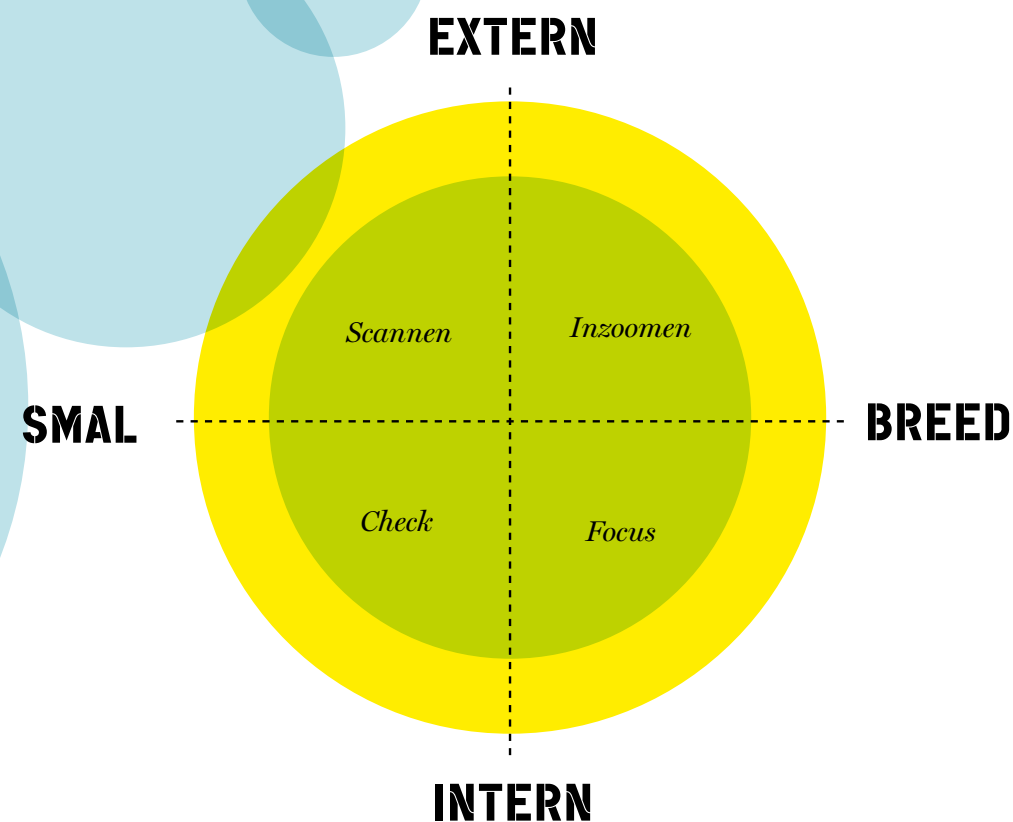 EXTERN
Scannen
Inzoomen
SMAL
BREED
Check
Focus
INTERN